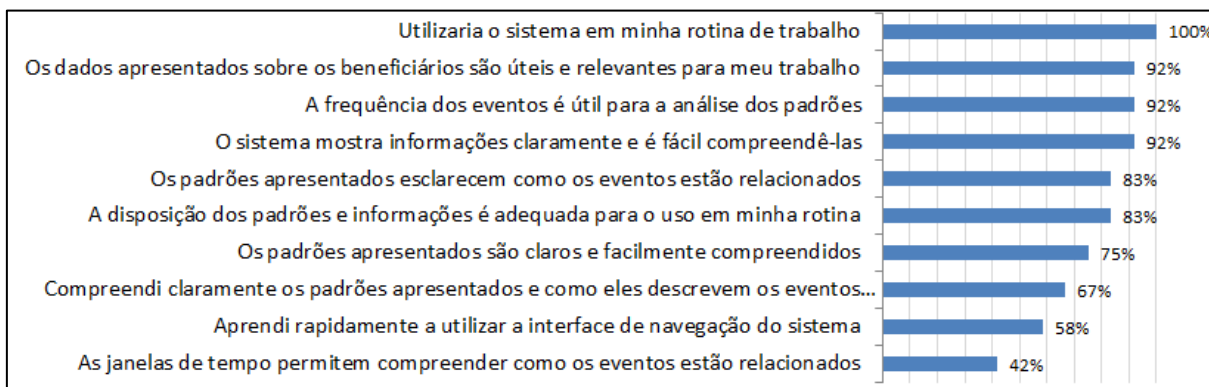 Utilizaria o sistema em minha rotina de trabalho 100%
Os dados apresentados sobre os beneficiários são úteis e relevantes para meu trabalho 92%
A frequência dos eventos é útil para a análise dos padrões 92%
O sistema mostra informações claramente e é fácil compreendê-las 92%
Os padrões apresentados esclarecem como os eventos estão relacionados 83%
A disposição dos padrões e informações é adequada para o uso em minha rotina 83%
Os padrões apresentados são claros e facilmente compreendidos 75%
Compreendi claramente os padrões apresentados e como eles descrevem os eventos... 67%
Aprendi rapidamente a utilizar a interface de navegação do sistema 58%
As janelas de tempo permitem compreender como os eventos estão relacionados 42%